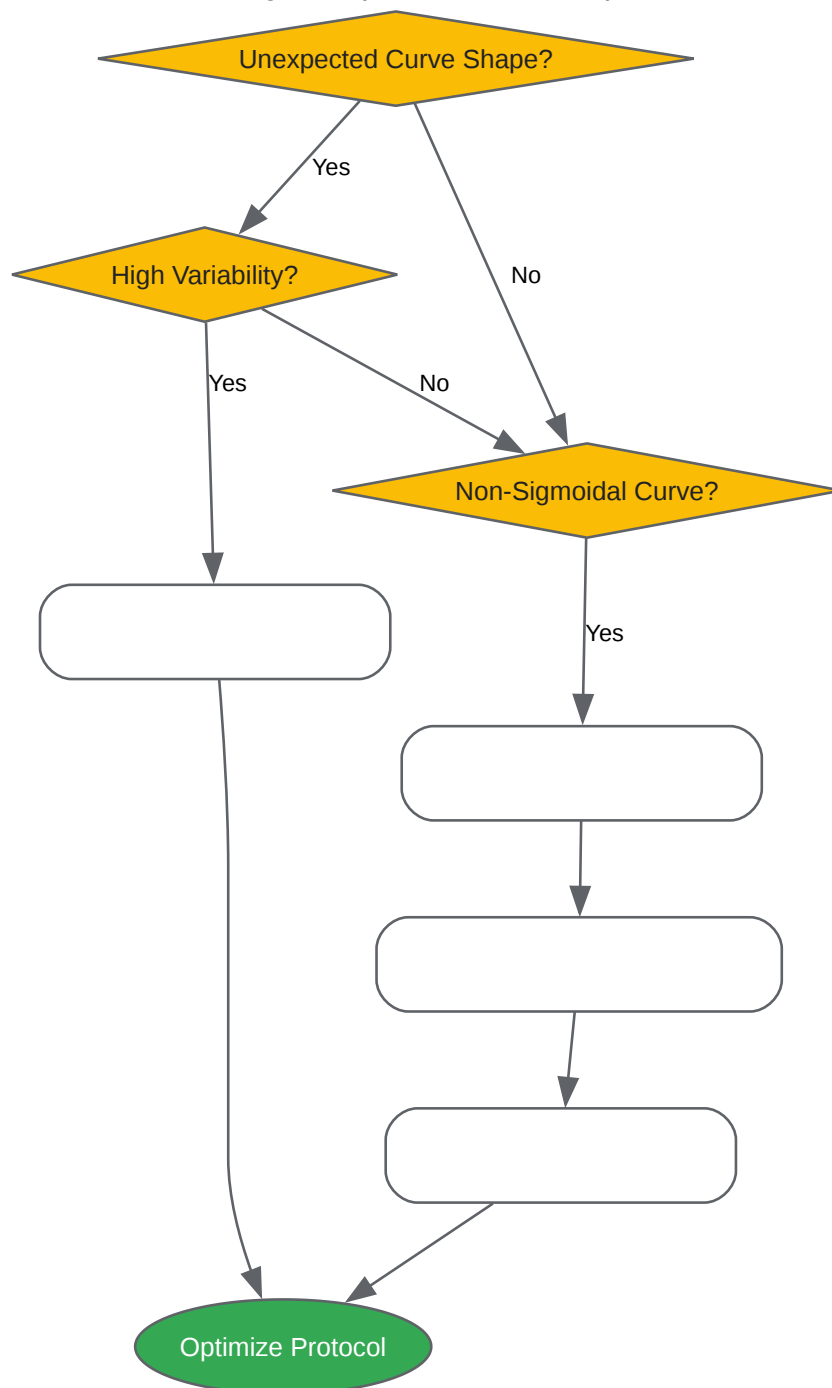 Unexpected Curve Shape?
Yes
High Variability?
No
Yes
No
Non-Sigmoidal Curve?
Yes
Optimize Protocol